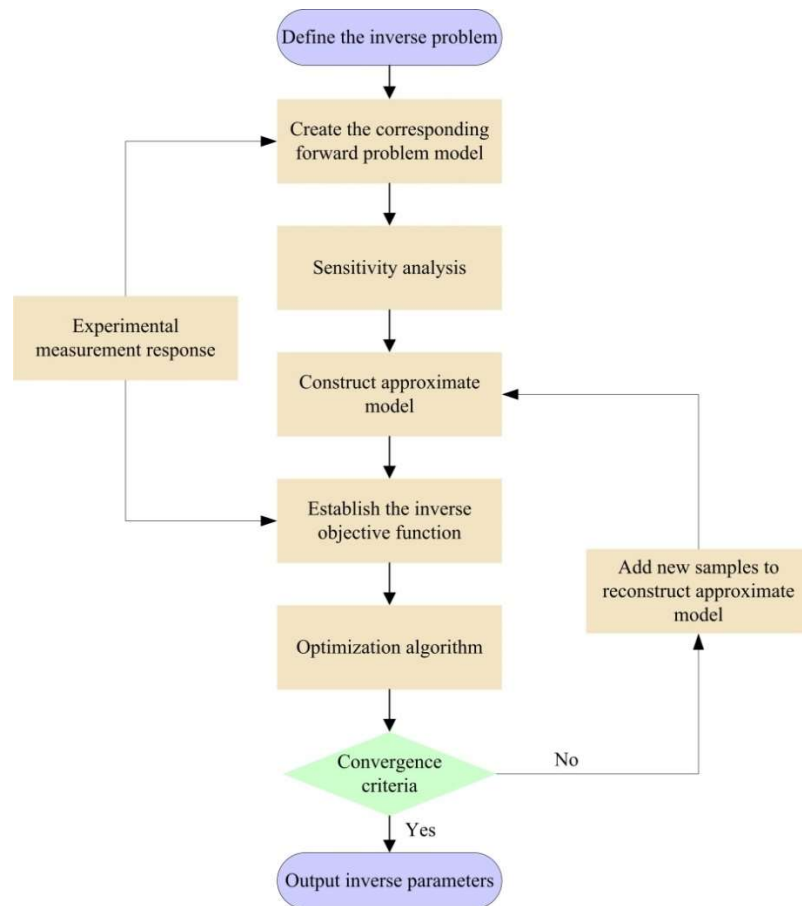 Define the inverse problem
Create the corresponding
forward problem model
Sensitivity analysis
Experimental
measurement response
Construct approximate
model
Establish the inverse
objective function
Add new samples to
reconstruct approximate
model
Optimization algorithm
Convergence
criteria
No
Yes
Output inverse parameters